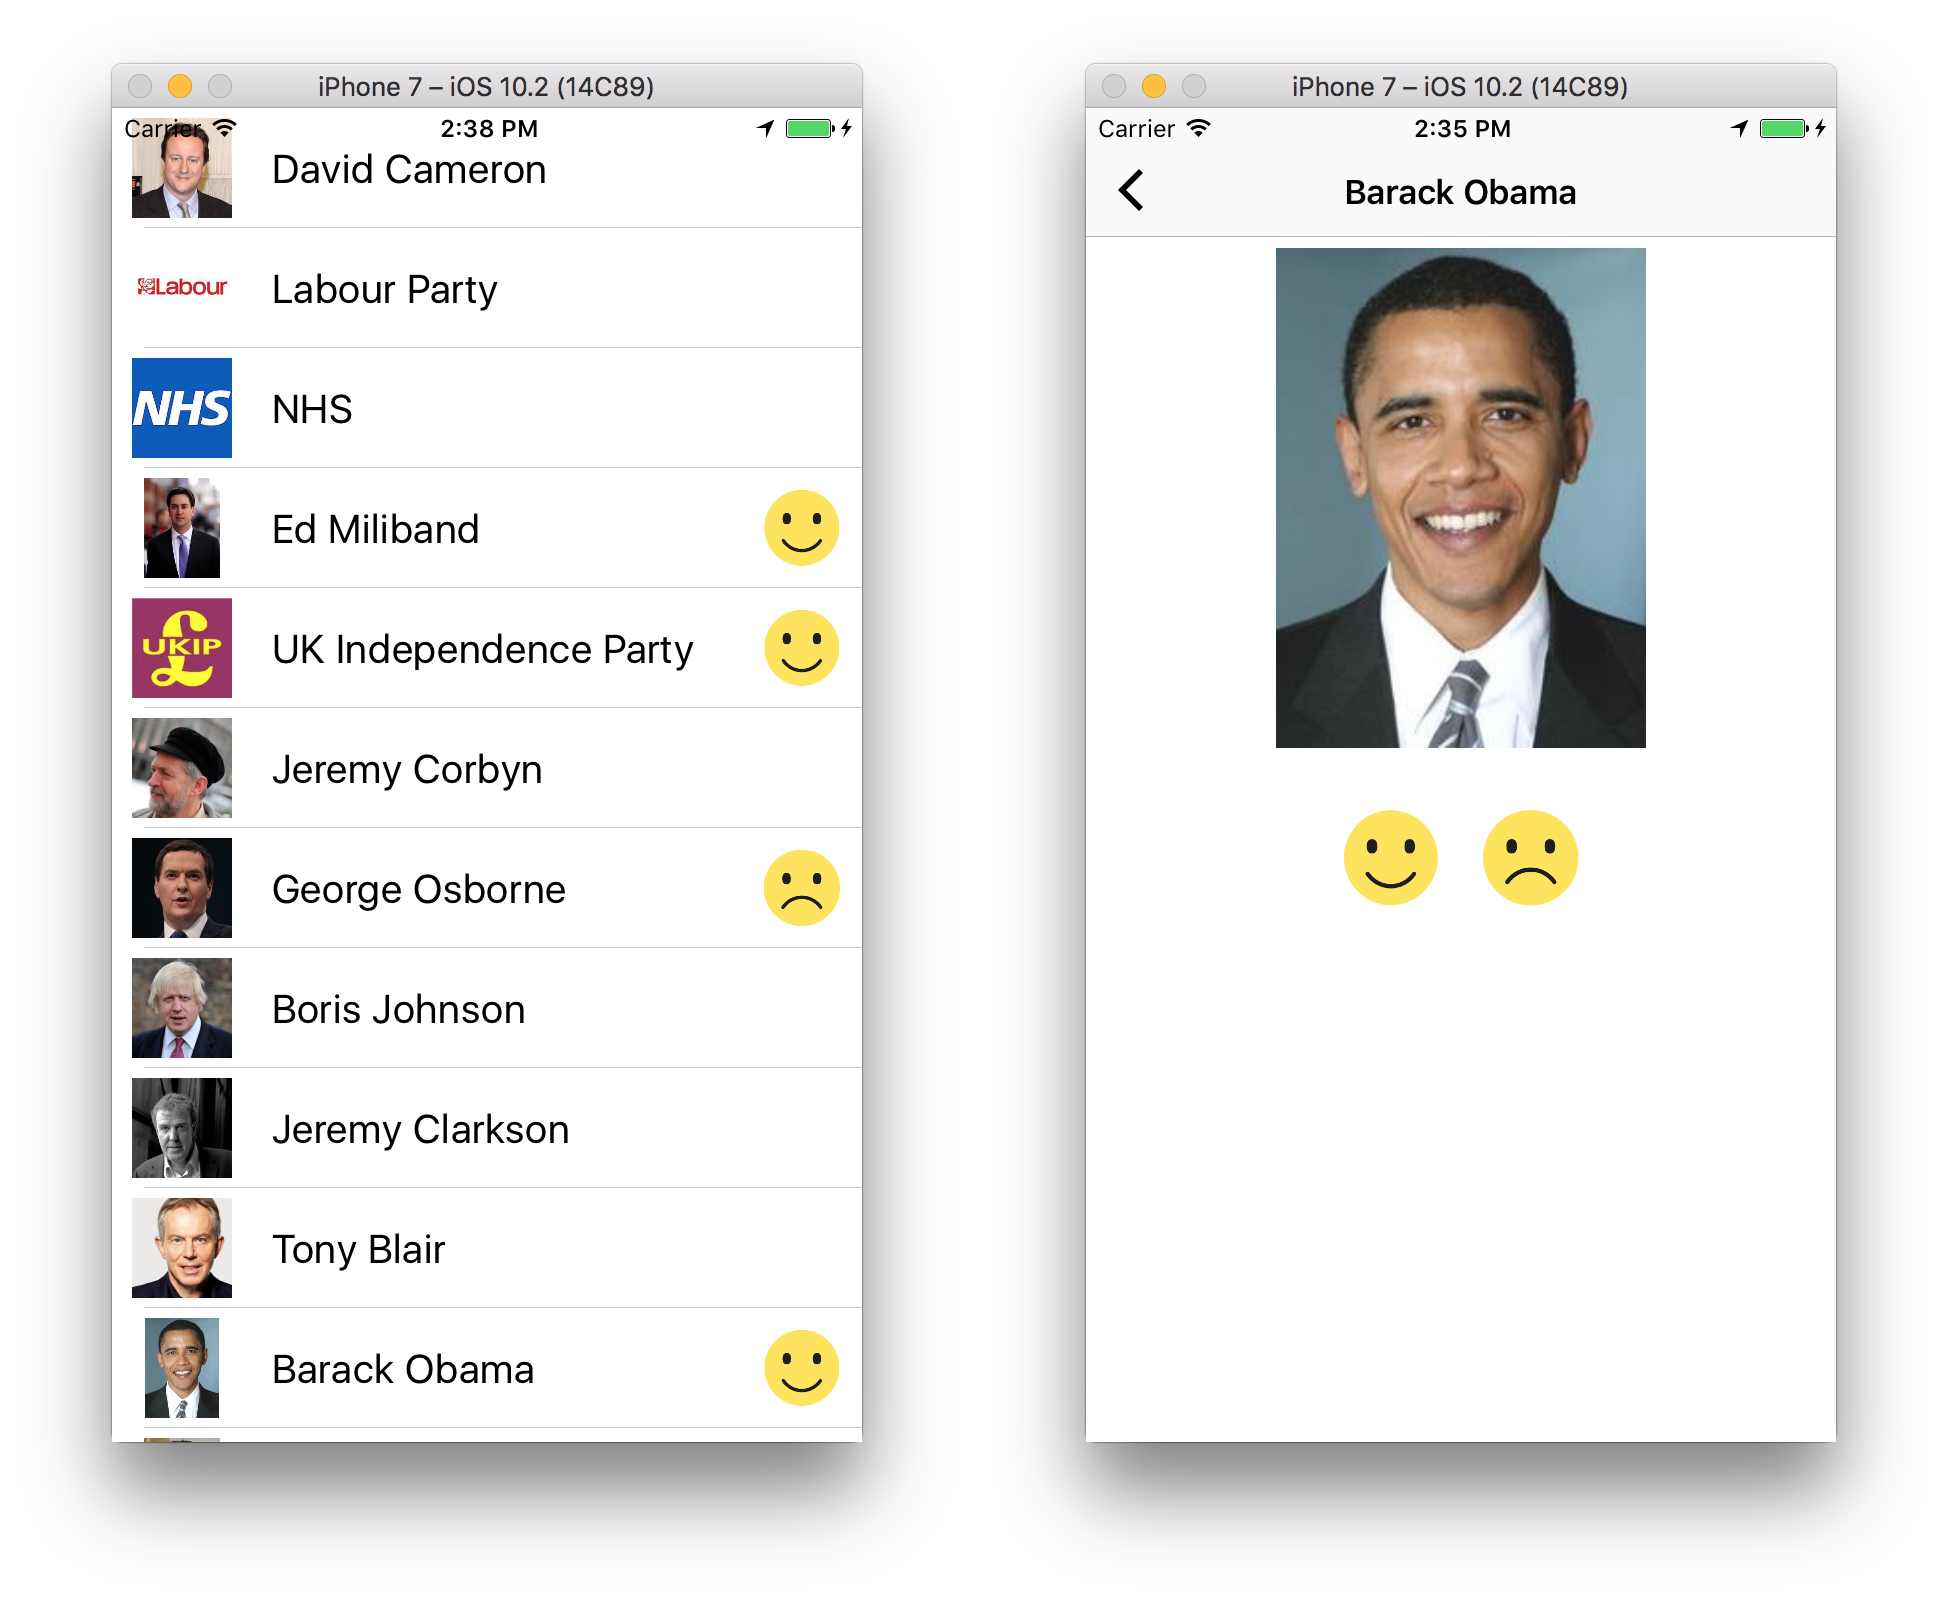 iPhone 7 – iOS 10.2 (14C89)
Carrier 2:38 PM
David Cameron
Labour Labour Party
NHS NHS
Ed Miliband
UKIP UK Independence Party
Jeremy Corbyn
George Osborne
Boris Johnson
Jeremy Clarkson
Tony Blair
Barack Obama
iPhone 7 – iOS 10.2 (14C89)
Carrier 2:35 PM
Barack Obama